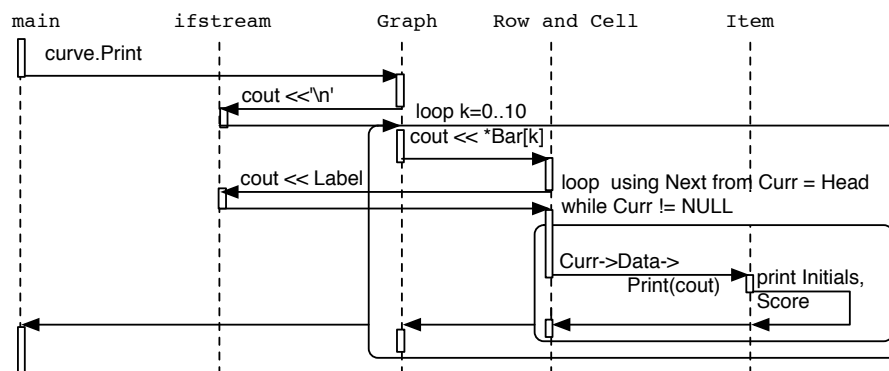 main ifstream Graph Row and Cell Item
curve.Print
cout <<'\n'
loop k=0..10
cout << *Bar[k]
cout << Label
loop  using Next from Curr = Head
while Curr != NULL
Curr->Data->
Print(cout)
print Initials,
Score